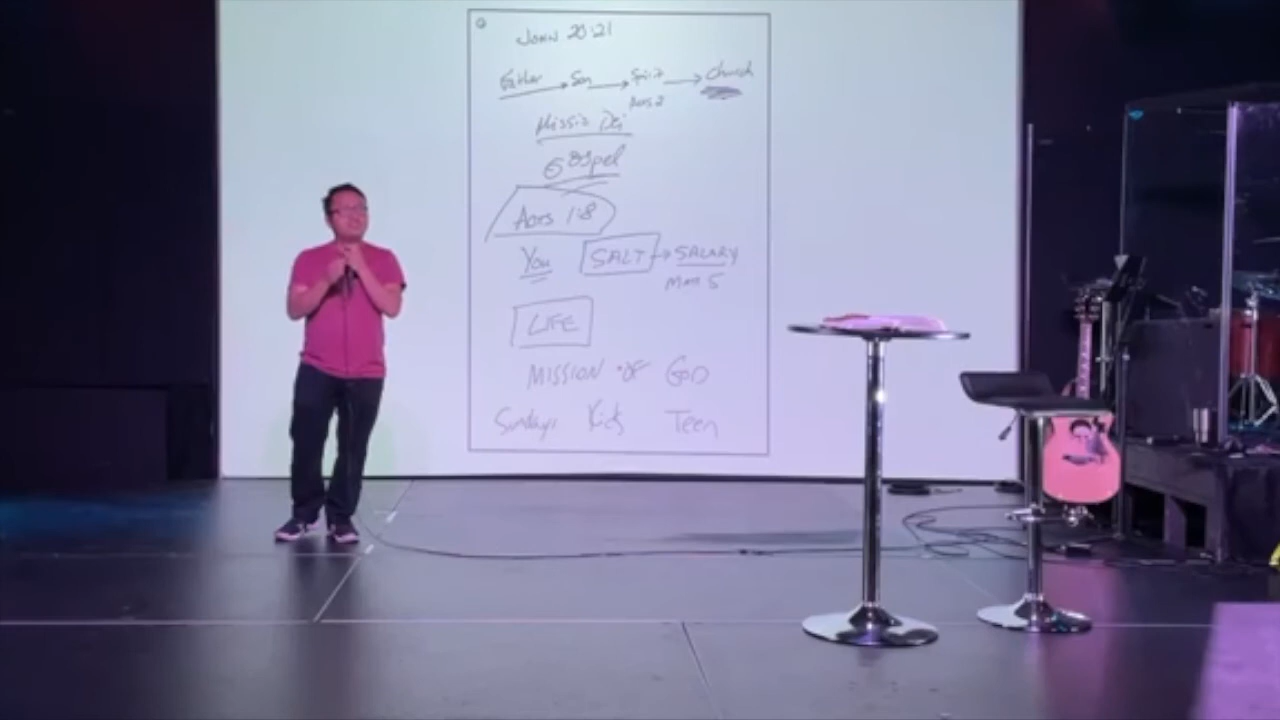 JOHN 20:21
Father → Son → Spirit → Church
Acts 2
Missio Dei
Gospel
Acts 1:8
You SALT → SALARY
Matt 5
LIFE
MISSION OF GOD
Sundays Kids Teen